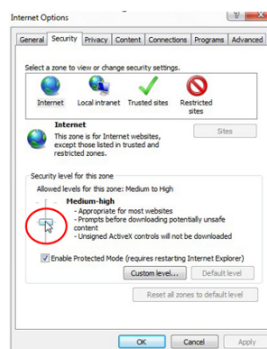 Internet Options
General Security Privacy Content Connections Programs Advanced
Select a zone to view or change security settings.
Internet Local intranet Trusted sites Restricted
sites
Internet
Sites
This zone is for Internet websites,
except those listed in trusted and
restricted zones.
Security level for this zone
Allowed levels for this zone: Medium to High
Medium-high
- Appropriate for most websites
- Prompts before downloading potentially unsafe
content
- Unsigned ActiveX controls will not be downloaded
Enable Protected Mode (requires restarting Internet Explorer)
Custom level... Default level
Reset all zones to default level
OK Cancel Apply